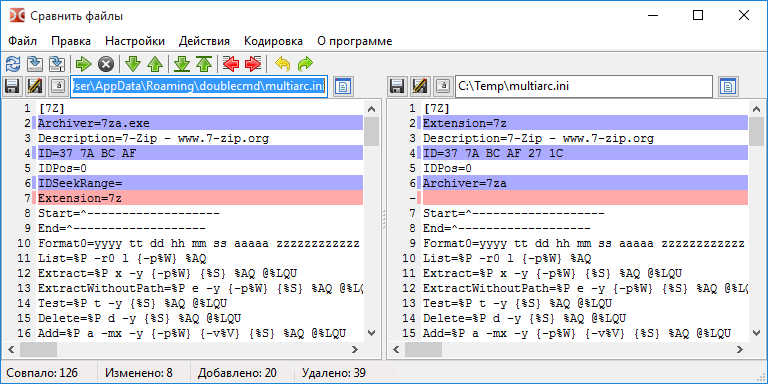 Сравнить файлы
Файл Правка Настройки Действия Кодировка О программе
User\AppData\Roaming\doublecmd\multiarc.ini
C:\Temp\multiarc.ini
1 [7Z]
2 Archiver=7za.exe
3 Description=7-Zip - www.7-zip.org
4 ID=37 7A BC AF
5 IDPos=0
6 IDSeekRange=
7 Extension=7z
8 Start=^-------------------
9 End=^-------------------
10 Format0=yyyy tt dd hh mm ss aaaaa zzzzzzzzzzzz
11 List=%P -r0 l {-p%W} %AQ
12 Extract=%P x -y {-p%W} {%S} %AQ @%LQU
13 ExtractWithoutPath=%P e -y {-p%W} {%S} %AQ @%LQU
14 Test=%P t -y {%S} %AQ @%LQU
15 Delete=%P d -y {%S} %AQ @%LQU
16 Add=%P a -mx -y {-p%W} {-v%V} {%S} %AQ @%LQU
1 [7Z]
2 Extension=7z
3 Description=7-Zip - www.7-zip.org
4 ID=37 7A BC AF 27 1C
5 IDPos=0
6 Archiver=7za
-
7 Start=^-------------------
8 End=^-------------------
9 Format0=yyyy tt dd hh mm ss aaaaa zzzzzzzzzzzz
10 List=%P -r0 l {-p%W} %AQ
11 Extract=%P x -y {-p%W} {%S} %AQ @%LQU
12 ExtractWithoutPath=%P e -y {-p%W} {%S} %AQ @%LQU
13 Test=%P t -y {%S} %AQ @%LQU
14 Delete=%P d -y {%S} %AQ @%LQU
15 Add=%P a -mx -y {-p%W} {-v%V} {%S} %AQ @%LQU
Совпало: 126 Изменено: 8 Добавлено: 20 Удалено: 39